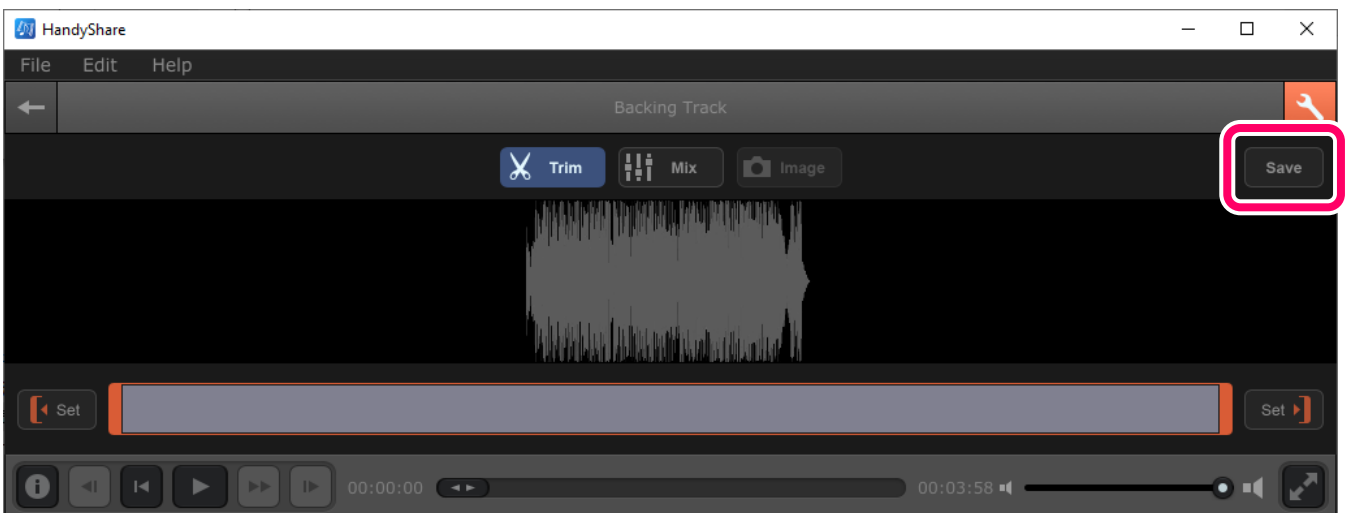 HandyShare
File Edit Help
Backing Track
Trim Mix Image Save
Set Set
00:00:00 00:03:58